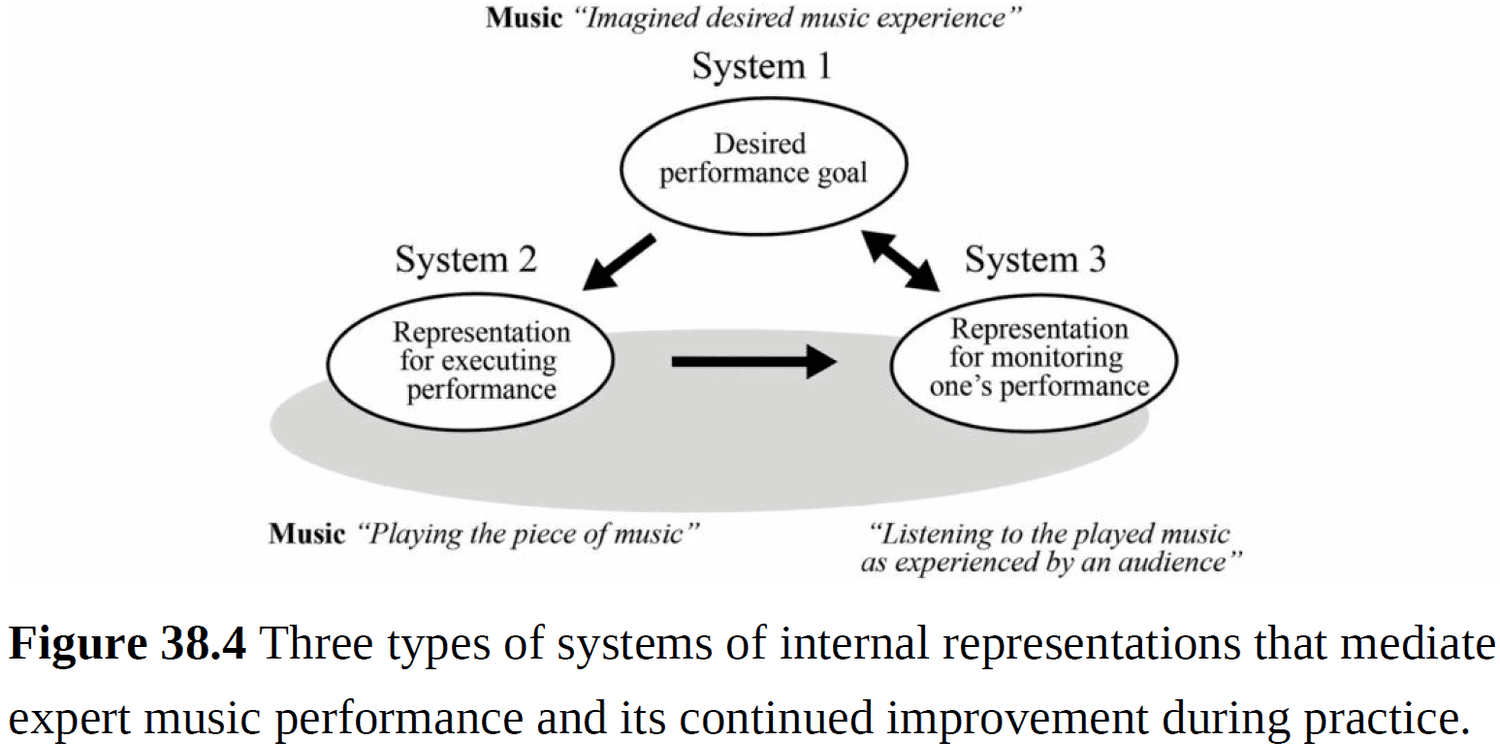 Music “Imagined desired music experience”
System 1
Desired
performance goal
System 2
Representation
for executing
performance
System 3
Representation
for monitoring
one’s performance
Music “Playing the piece of music”
“Listening to the played music
as experienced by an audience”
Figure 38.4 Three types of systems of internal representations that mediate
expert music performance and its continued improvement during practice.